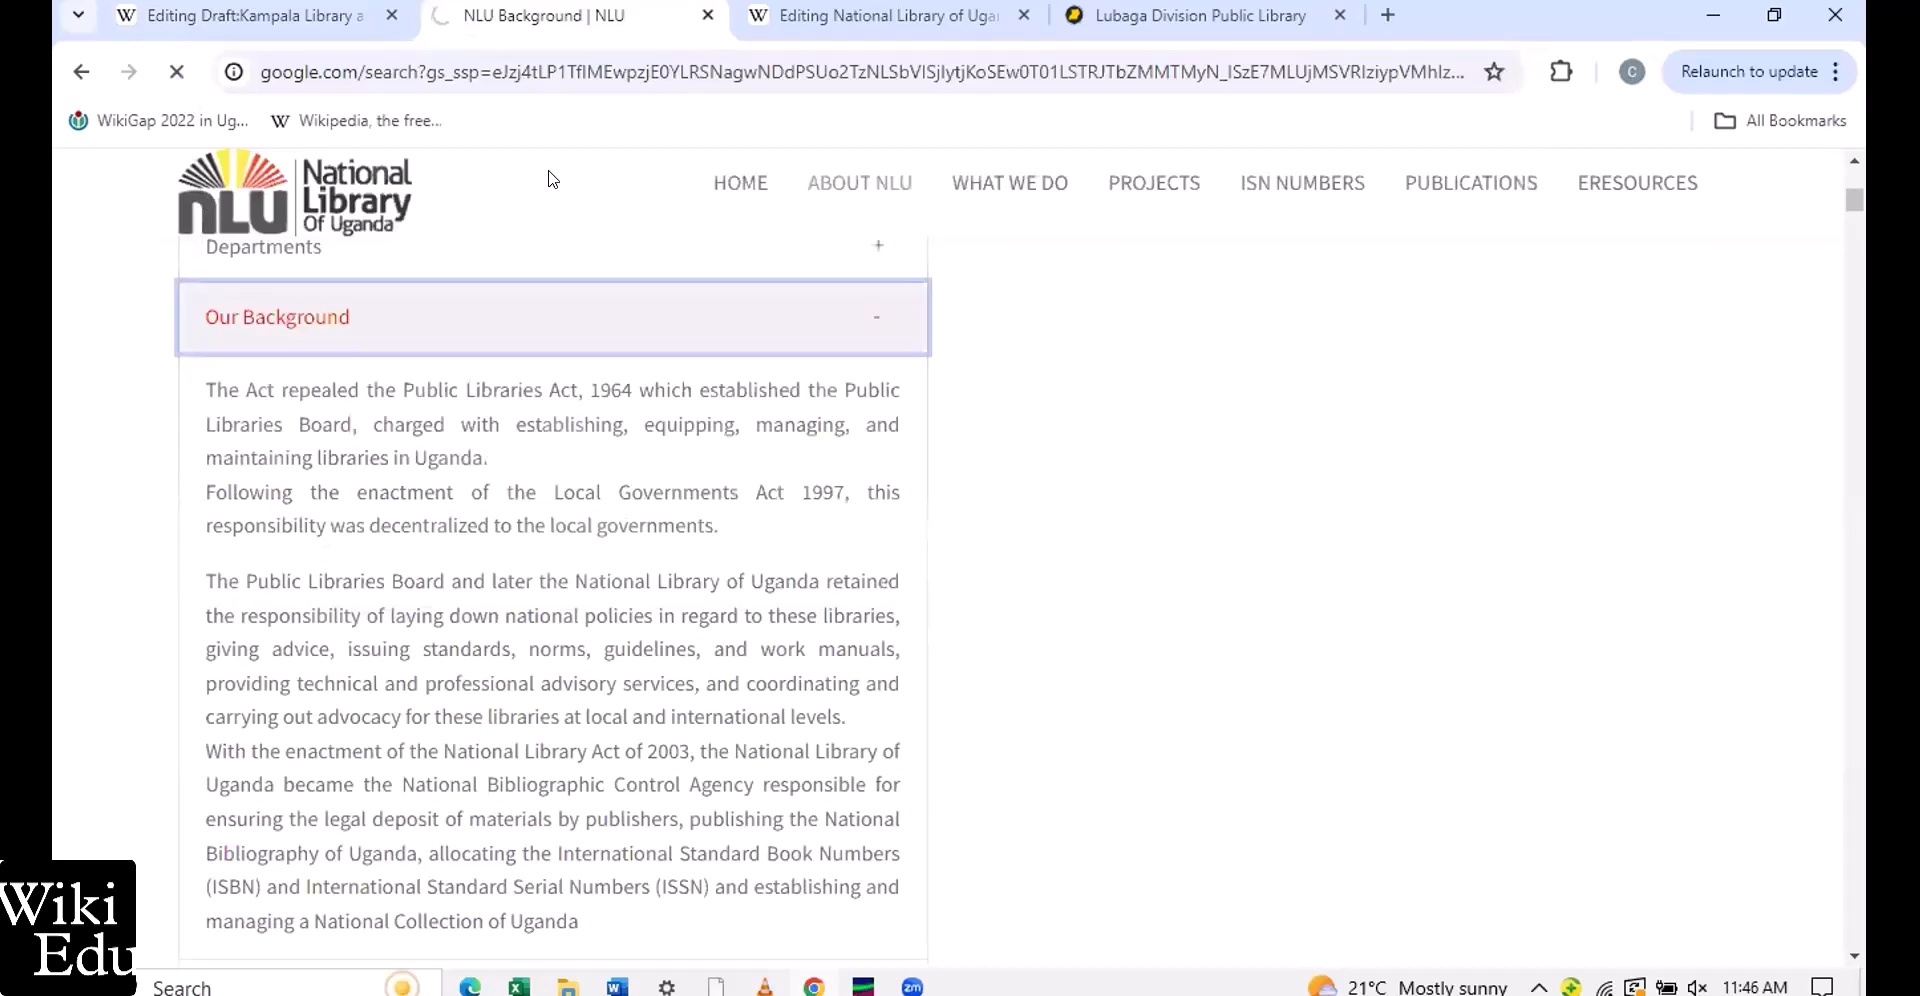 Editing Draft:Kampala Library a
NLU Background | NLU
Editing National Library of Uga
Lubaga Division Public Library
google.com/search?gs_ssp=eJzj4tLP1TfIMEwpzjE0YLRSNagwNDdPSUo2TzNLSbVISjIytjKoSEw0T01LSTRJTbZMMTMyN_ISzE7MLUjMSVRIziypVMhIz...
Relaunch to update
WikiGap 2022 in Ug...
Wikipedia, the free...
All Bookmarks
nLU National Library Of Uganda
HOME ABOUT NLU WHAT WE DO PROJECTS ISN NUMBERS PUBLICATIONS ERESOURCES
Departments +
Our Background -
The Act repealed the Public Libraries Act, 1964 which established the Public
Libraries Board, charged with establishing, equipping, managing, and
maintaining libraries in Uganda.
Following the enactment of the Local Governments Act 1997, this
responsibility was decentralized to the local governments.
The Public Libraries Board and later the National Library of Uganda retained
the responsibility of laying down national policies in regard to these libraries,
giving advice, issuing standards, norms, guidelines, and work manuals,
providing technical and professional advisory services, and coordinating and
carrying out advocacy for these libraries at local and international levels.
With the enactment of the National Library Act of 2003, the National Library of
Uganda became the National Bibliographic Control Agency responsible for
ensuring the legal deposit of materials by publishers, publishing the National
Bibliography of Uganda, allocating the International Standard Book Numbers
(ISBN) and International Standard Serial Numbers (ISSN) and establishing and
managing a National Collection of Uganda
Wiki
Edu
Search
21°C Mostly sunny
11:46 AM